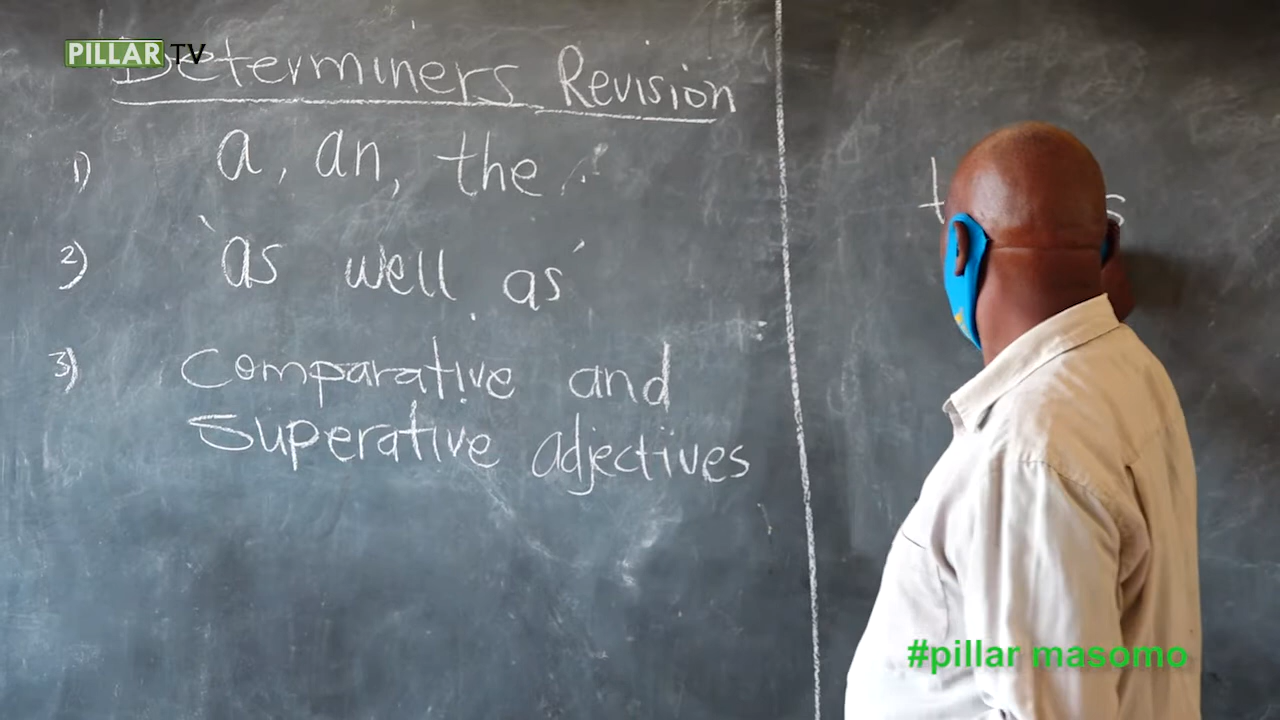 PILLAR TV
Determiners Revision
1) a, an, the
2) 'as well as'
3) Comparative and
Superative adjectives
#pillar masomo